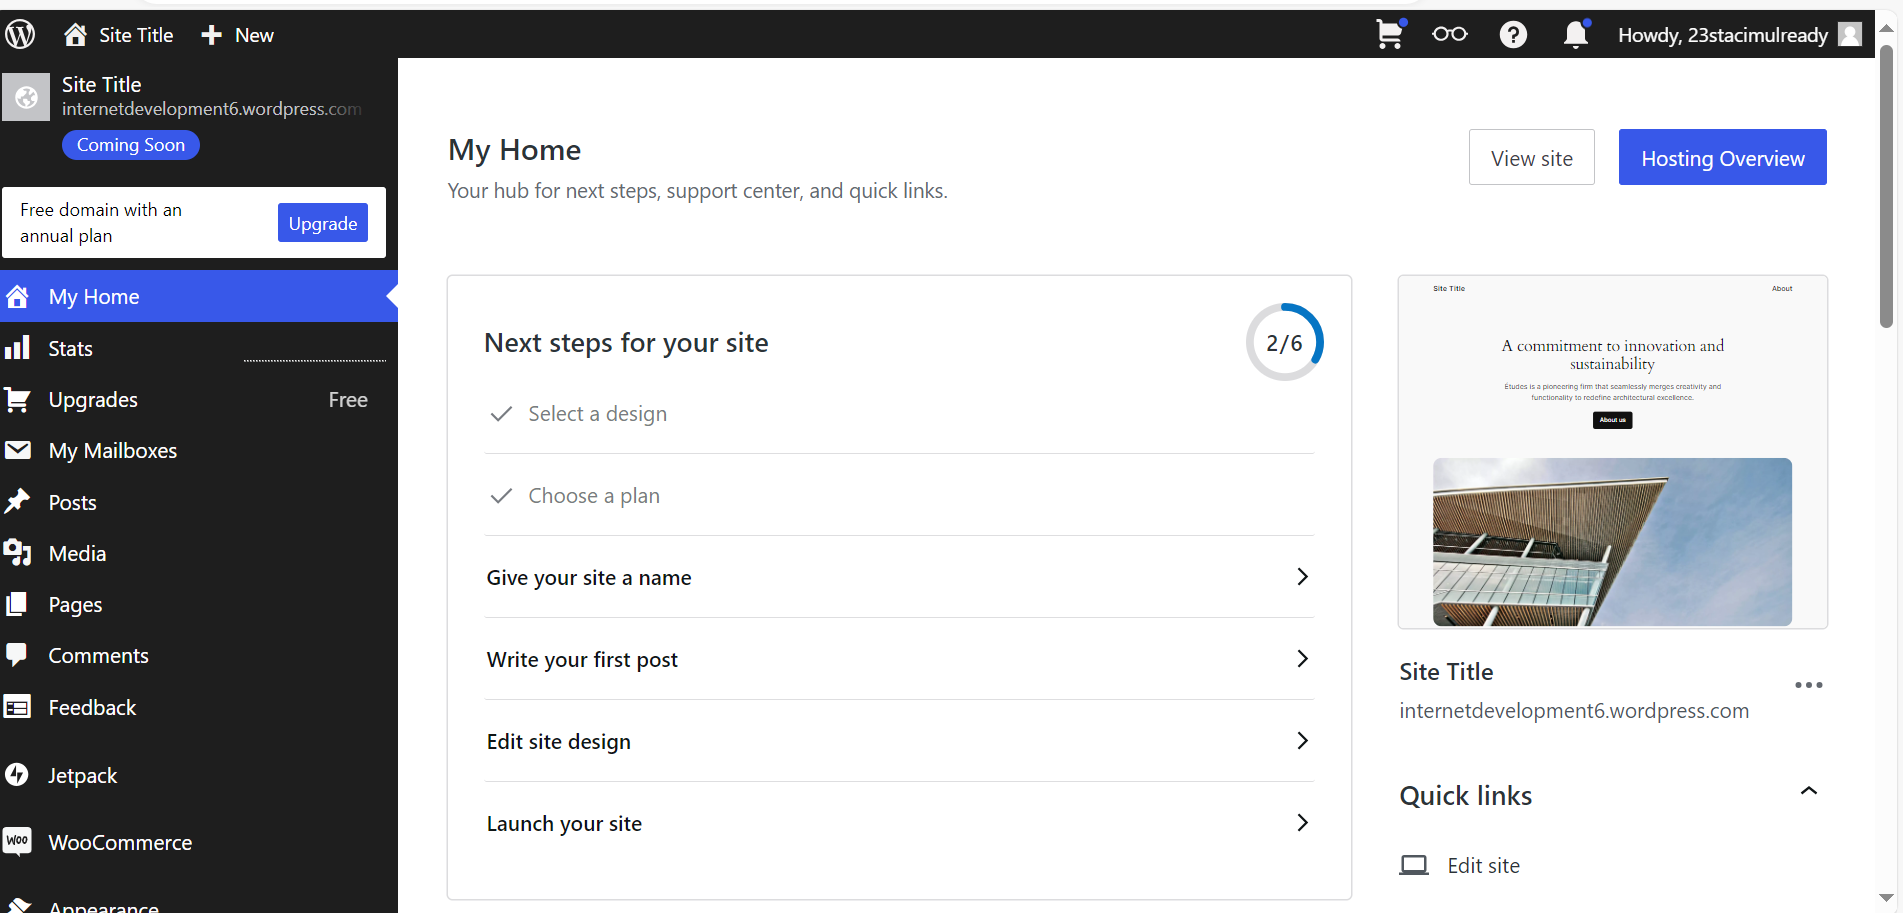 Site Title
New
Howdy, 23stacimulready
Site Title
internetdevelopment6.wordpress.com
Coming Soon
Free domain with an
annual plan
Upgrade
My Home
Stats
Upgrades
Free
My Mailboxes
Posts
Media
Pages
Comments
Feedback
Jetpack
WOO
WooCommerce
Appearance
My Home
Your hub for next steps, support center, and quick links.
View site
Hosting Overview
Next steps for your site
2/6
Select a design
Choose a plan
Give your site a name
Write your first post
Edit site design
Launch your site
Site Title
About
A commitment to innovation and
sustainability
Études is a pioneering firm that seamlessly merges creativity and
functionality to redefine architectural excellence.
About us
Site Title
internetdevelopment6.wordpress.com
Quick links
Edit site